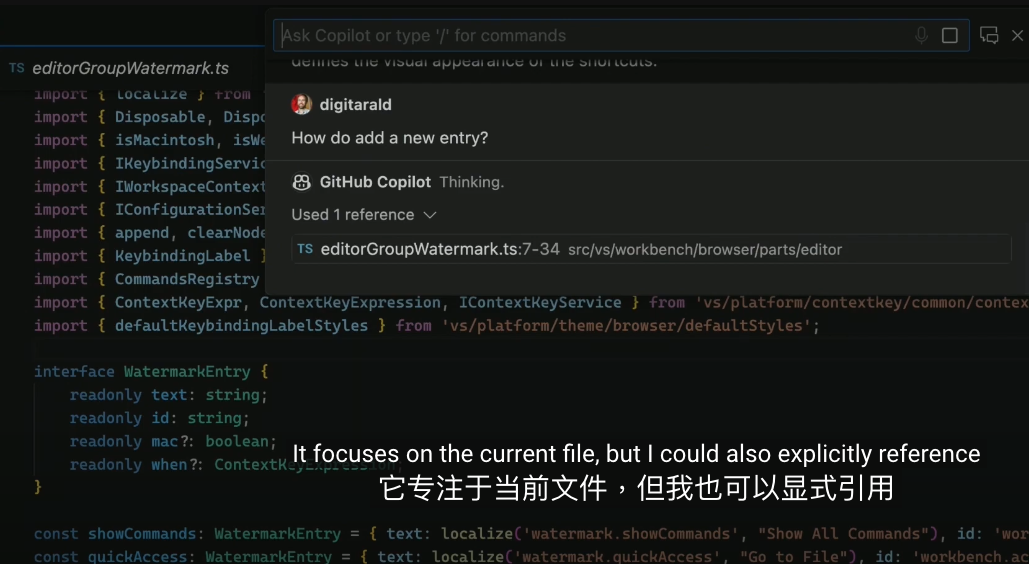 Ask Copilot or type '/' for commands
defines the visual appearance of the shortcuts.
TS editorGroupWatermark.ts
digitarald
How do add a new entry?
GitHub Copilot Thinking.
Used 1 reference
TS editorGroupWatermark.ts:7-34 src/vs/workbench/browser/parts/editor
import { localize } from
import { Disposable, Dispo
import { isMacintosh, isWe
import { IKeybindingServic
import { IWorkspaceContext
import { IConfigurationSer
import { append, clearNode
import { KeybindingLabel }
import { CommandsRegistry
import { ContextKeyExpr, ContextKeyExpression, IContextKeyService } from 'vs/platform/contextkey/common/contex
import { defaultKeybindingLabelStyles } from 'vs/platform/theme/browser/defaultStyles';
interface WatermarkEntry {
readonly text: string;
readonly id: string;
readonly mac?: boolean;
readonly when?: ContextKeyExpression;
}
It focuses on the current file, but I could also explicitly reference
它专注于当前文件，但我也可以显式引用
const showCommands: WatermarkEntry = { text: localize('watermark.showCommands', "Show All Commands"), id: 'wor
const quickAccess: WatermarkEntry = { text: localize('watermark.quickAccess', "Go to File"), id: 'workbench.ac